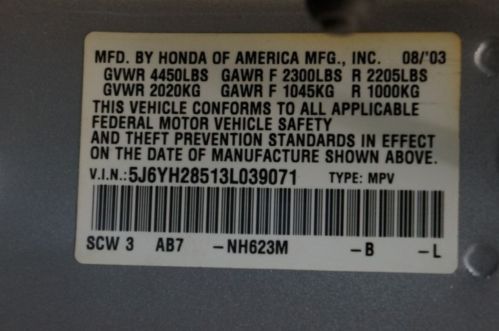 MFD. BY HONDA OF AMERICA MFG., INC. 08/'03
GVWR 4450LBS GAWR F 2300LBS R 2205LBS
GVWR 2020KG GAWR F 1045KG R 1000KG
THIS VEHICLE CONFORMS TO ALL APPLICABLE
FEDERAL MOTOR VEHICLE SAFETY
AND THEFT PREVENTION STANDARDS IN EFFECT
ON THE DATE OF MANUFACTURE SHOWN ABOVE.
V.I.N.:5J6YH28513L039071 TYPE: MPV
SCW 3 AB7 -NH623M -B -L